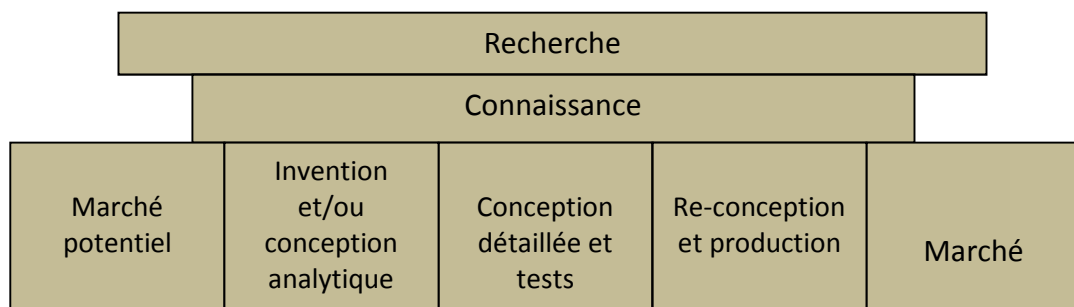 Recherche
Connaissance
Marché
potentiel
Invention
et/ou
conception
analytique
Conception
détaillée et
tests
Re-conception
et production
Marché